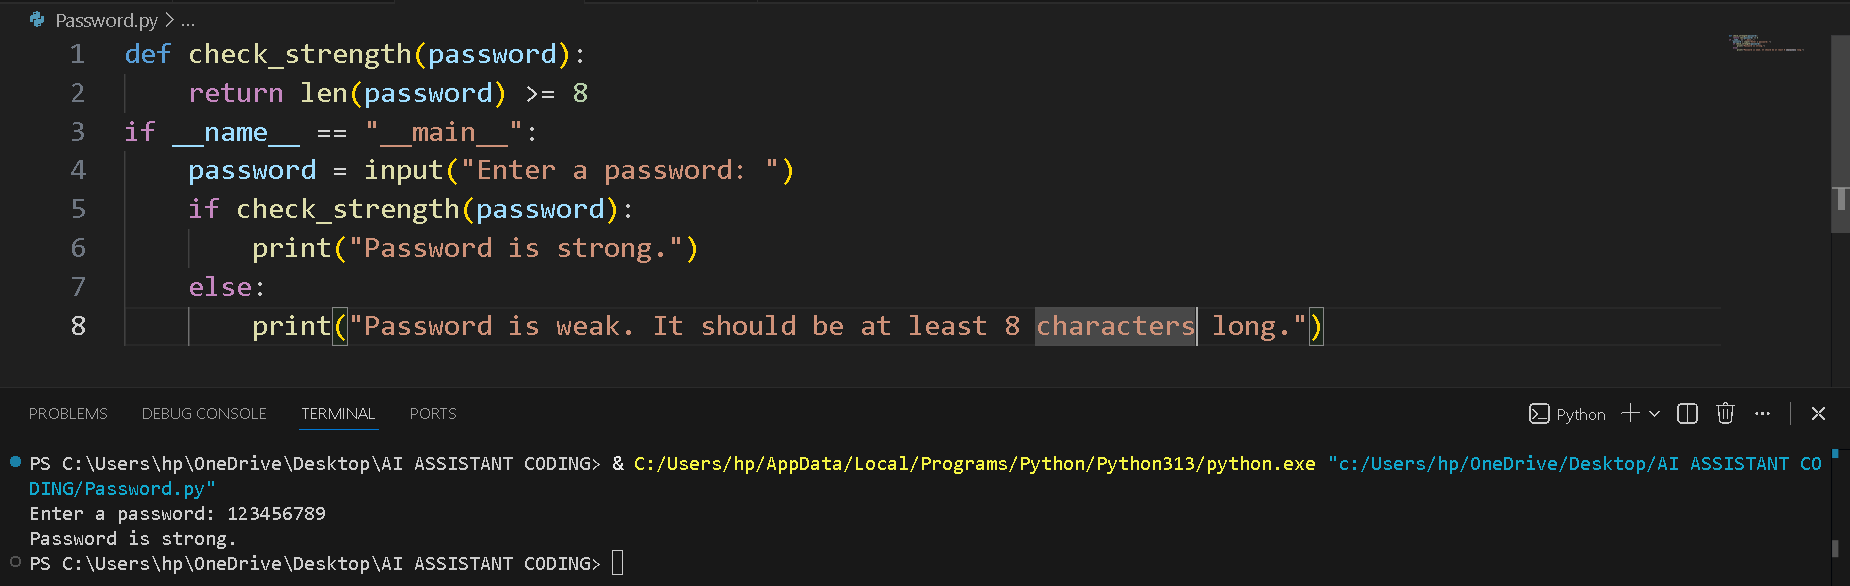 Password.py > ...
1 def check_strength(password):
2     return len(password) >= 8
3 if __name__ == "__main__":
4     password = input("Enter a password: ")
5     if check_strength(password):
6         print("Password is strong.")
7     else:
8         print("Password is weak. It should be at least 8 characters long.")
PROBLEMS DEBUG CONSOLE TERMINAL PORTS Python
PS C:\Users\hp\OneDrive\Desktop\AI ASSISTANT CODING> & C:/Users/hp/AppData/Local/Programs/Python/Python313/python.exe "c:/Users/hp/OneDrive/Desktop/AI ASSISTANT CO
DING/Password.py"
Enter a password: 123456789
Password is strong.
PS C:\Users\hp\OneDrive\Desktop\AI ASSISTANT CODING>